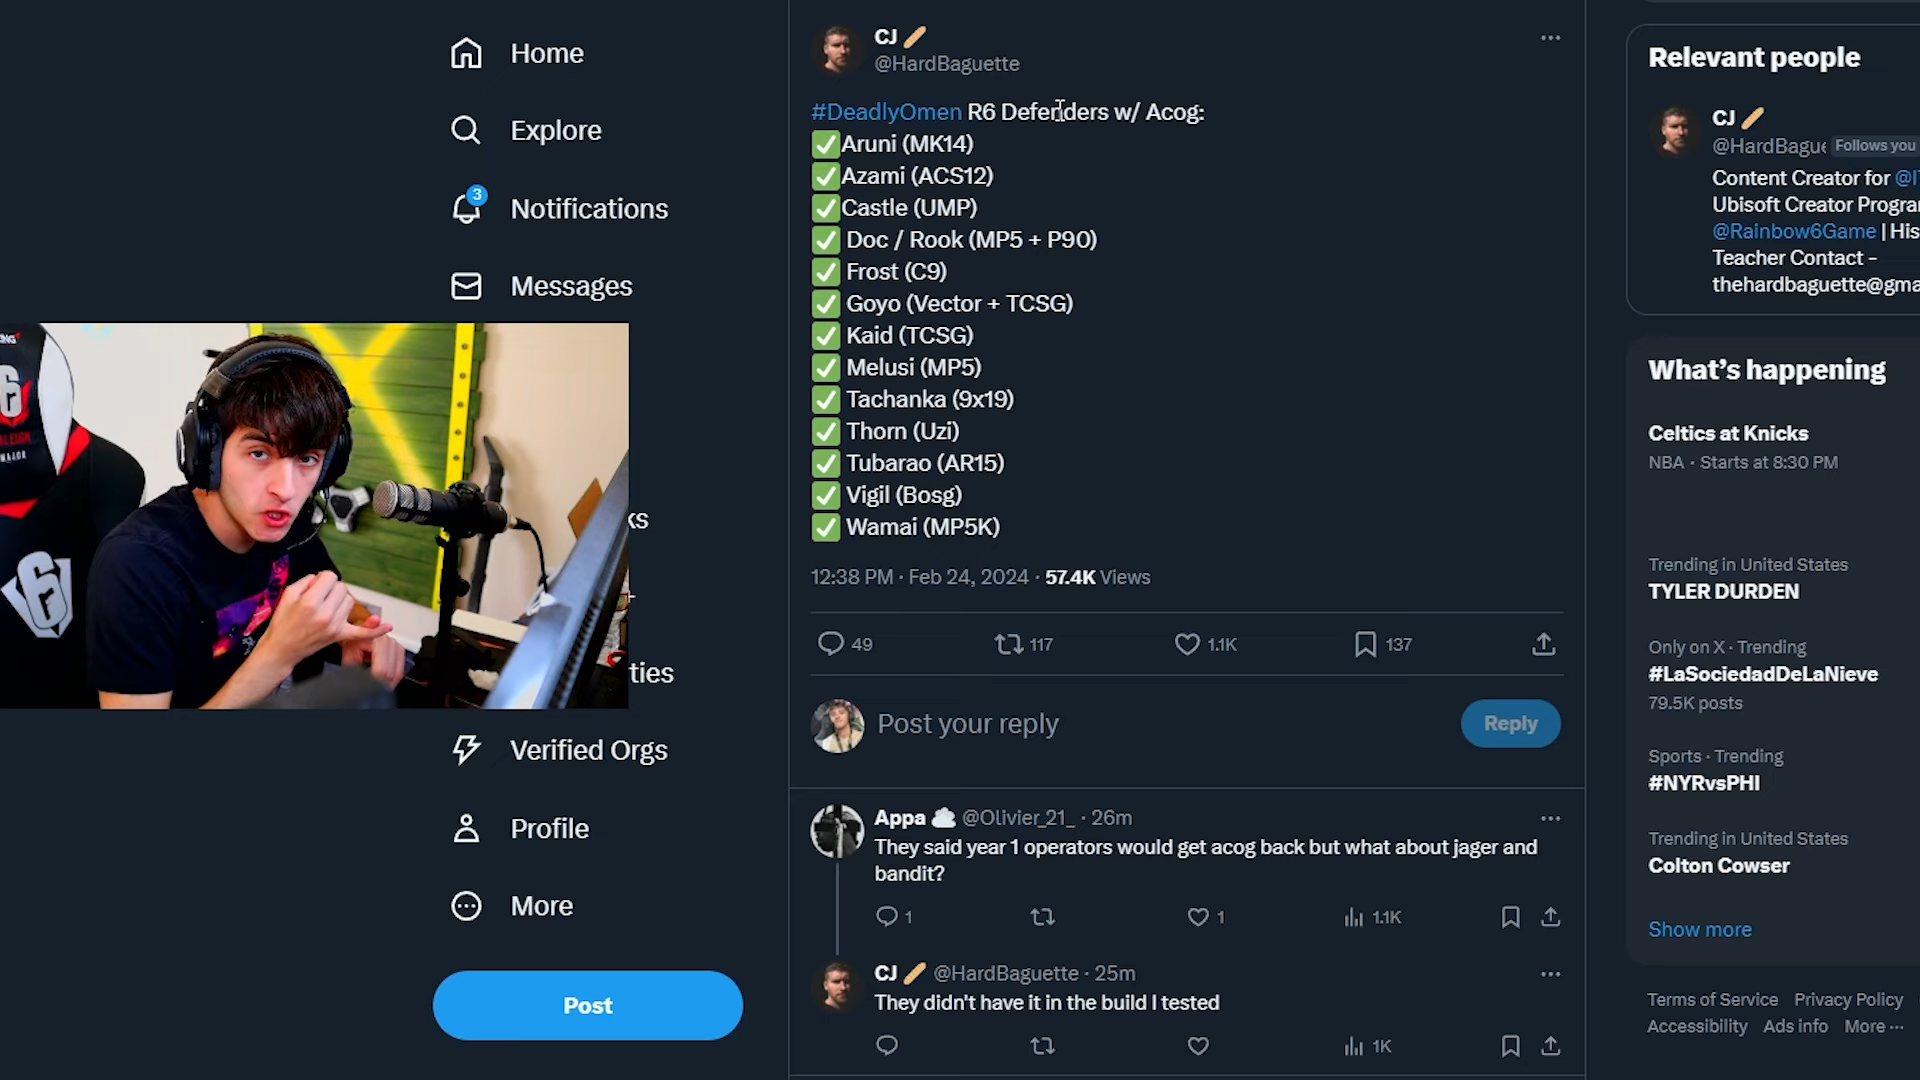 Home
Explore
3
Notifications
Messages
ks
ties
Verified Orgs
Profile
More
Post
CJ
@HardBaguette
#DeadlyOmen R6 Defenders w/ Acog:
Aruni (MK14)
Azami (ACS12)
Castle (UMP)
Doc / Rook (MP5 + P90)
Frost (C9)
Goyo (Vector + TCSG)
Kaid (TCSG)
Melusi (MP5)
Tachanka (9x19)
Thorn (Uzi)
Tubarao (AR15)
Vigil (Bosg)
Wamai (MP5K)
12:38 PM · Feb 24, 2024 · 57.4K Views
49 117 1.1K 137
Post your reply
Reply
Appa @Olivier_21_ · 26m
They said year 1 operators would get acog back but what about jager and
bandit?
1 1 1.1K
CJ @HardBaguette · 25m
They didn't have it in the build I tested
1K
Relevant people
CJ
@HardBague Follows you
Content Creator for
Ubisoft Creator Progra
@Rainbow6Game | His
Teacher Contact -
thehardbaguette@gma
What's happening
Celtics at Knicks
NBA · Starts at 8:30 PM
Trending in United States
TYLER DURDEN
Only on X · Trending
#LaSociedadDeLaNieve
79.5K posts
Sports · Trending
#NYRvsPHI
Trending in United States
Colton Cowser
Show more
Terms of Service Privacy Policy
Accessibility Ads info More ···